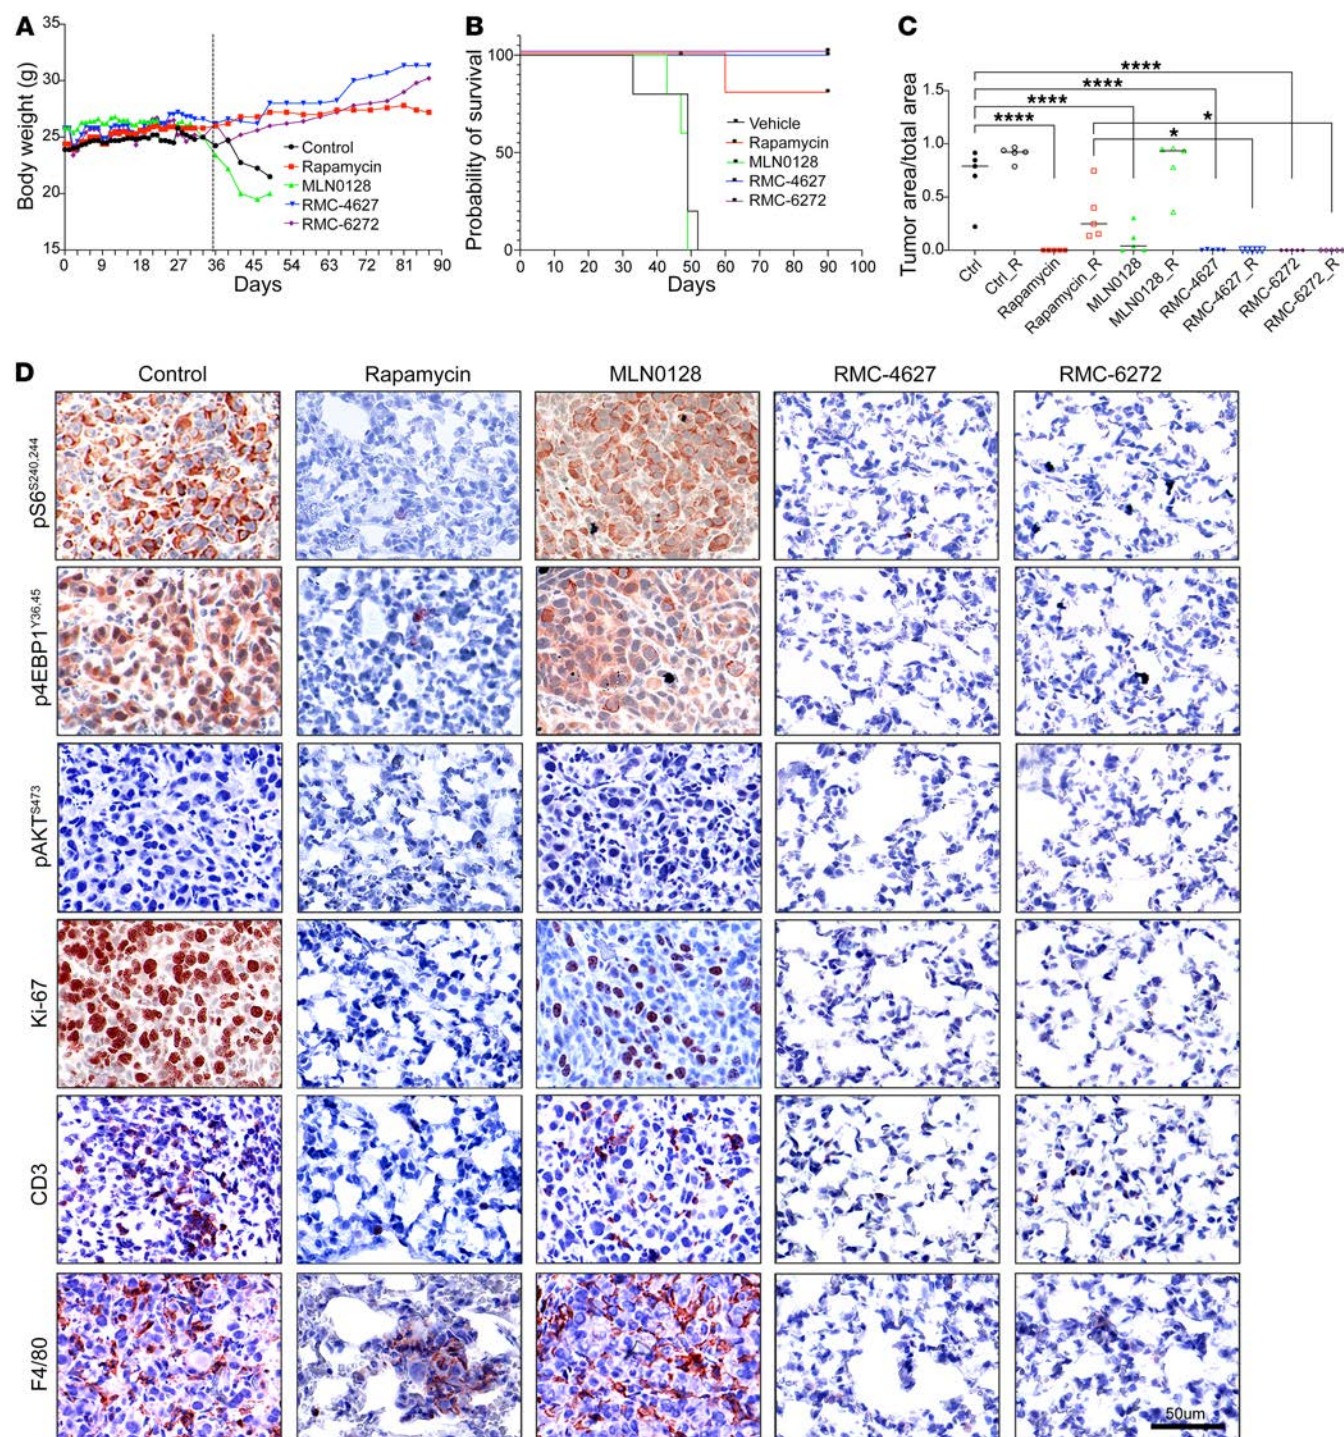 A
Body weight (g)
35
30
25
20
15
0 9 18 27 36 45 54 63 72 81 90
Days
Control
Rapamycin
MLN0128
RMC-4627
RMC-6272
B
Probability of survival
100
50
0
0 10 20 30 40 50 60 70 80 90 100
Days
Vehicle
Rapamycin
MLN0128
RMC-4627
RMC-6272
C
Tumor area/total area
1.5
1.0
0.5
0.0
****
****
****
****
*
*
Ctrl
Ctrl_R
Rapamycin
Rapamycin_R
MLN0128
MLN0128_R
RMC-4627
RMC-4627_R
RMC-6272
RMC-6272_R
D
Control Rapamycin MLN0128 RMC-4627 RMC-6272
pS6S240,244
p4EBP1Y36,45
pAKTS473
Ki-67
CD3
F4/80
50um